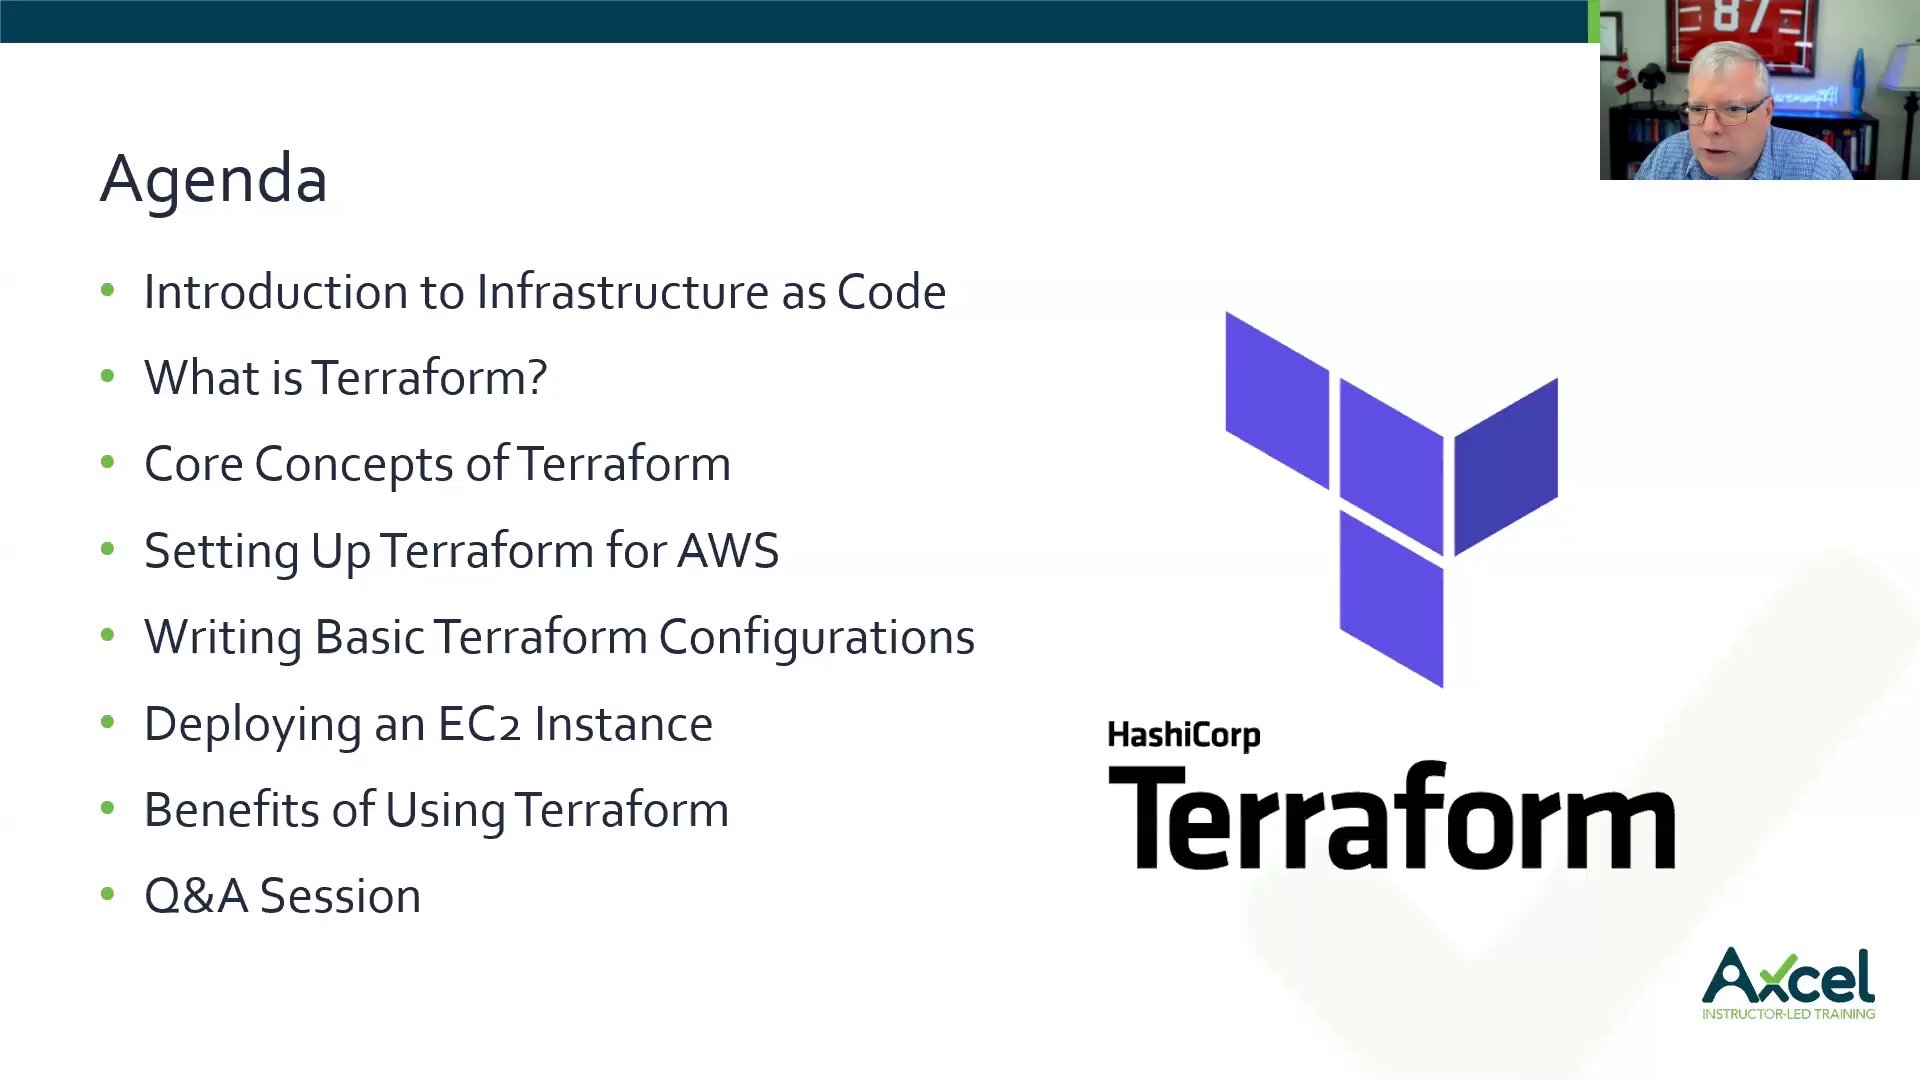 87
Agenda
• Introduction to Infrastructure as Code
• What is Terraform?
• Core Concepts of Terraform
• Setting Up Terraform for AWS
• Writing Basic Terraform Configurations
• Deploying an EC2 Instance
• Benefits of Using Terraform
• Q&A Session
HashiCorp
Terraform
Axcel
INSTRUCTOR-LED TRAINING